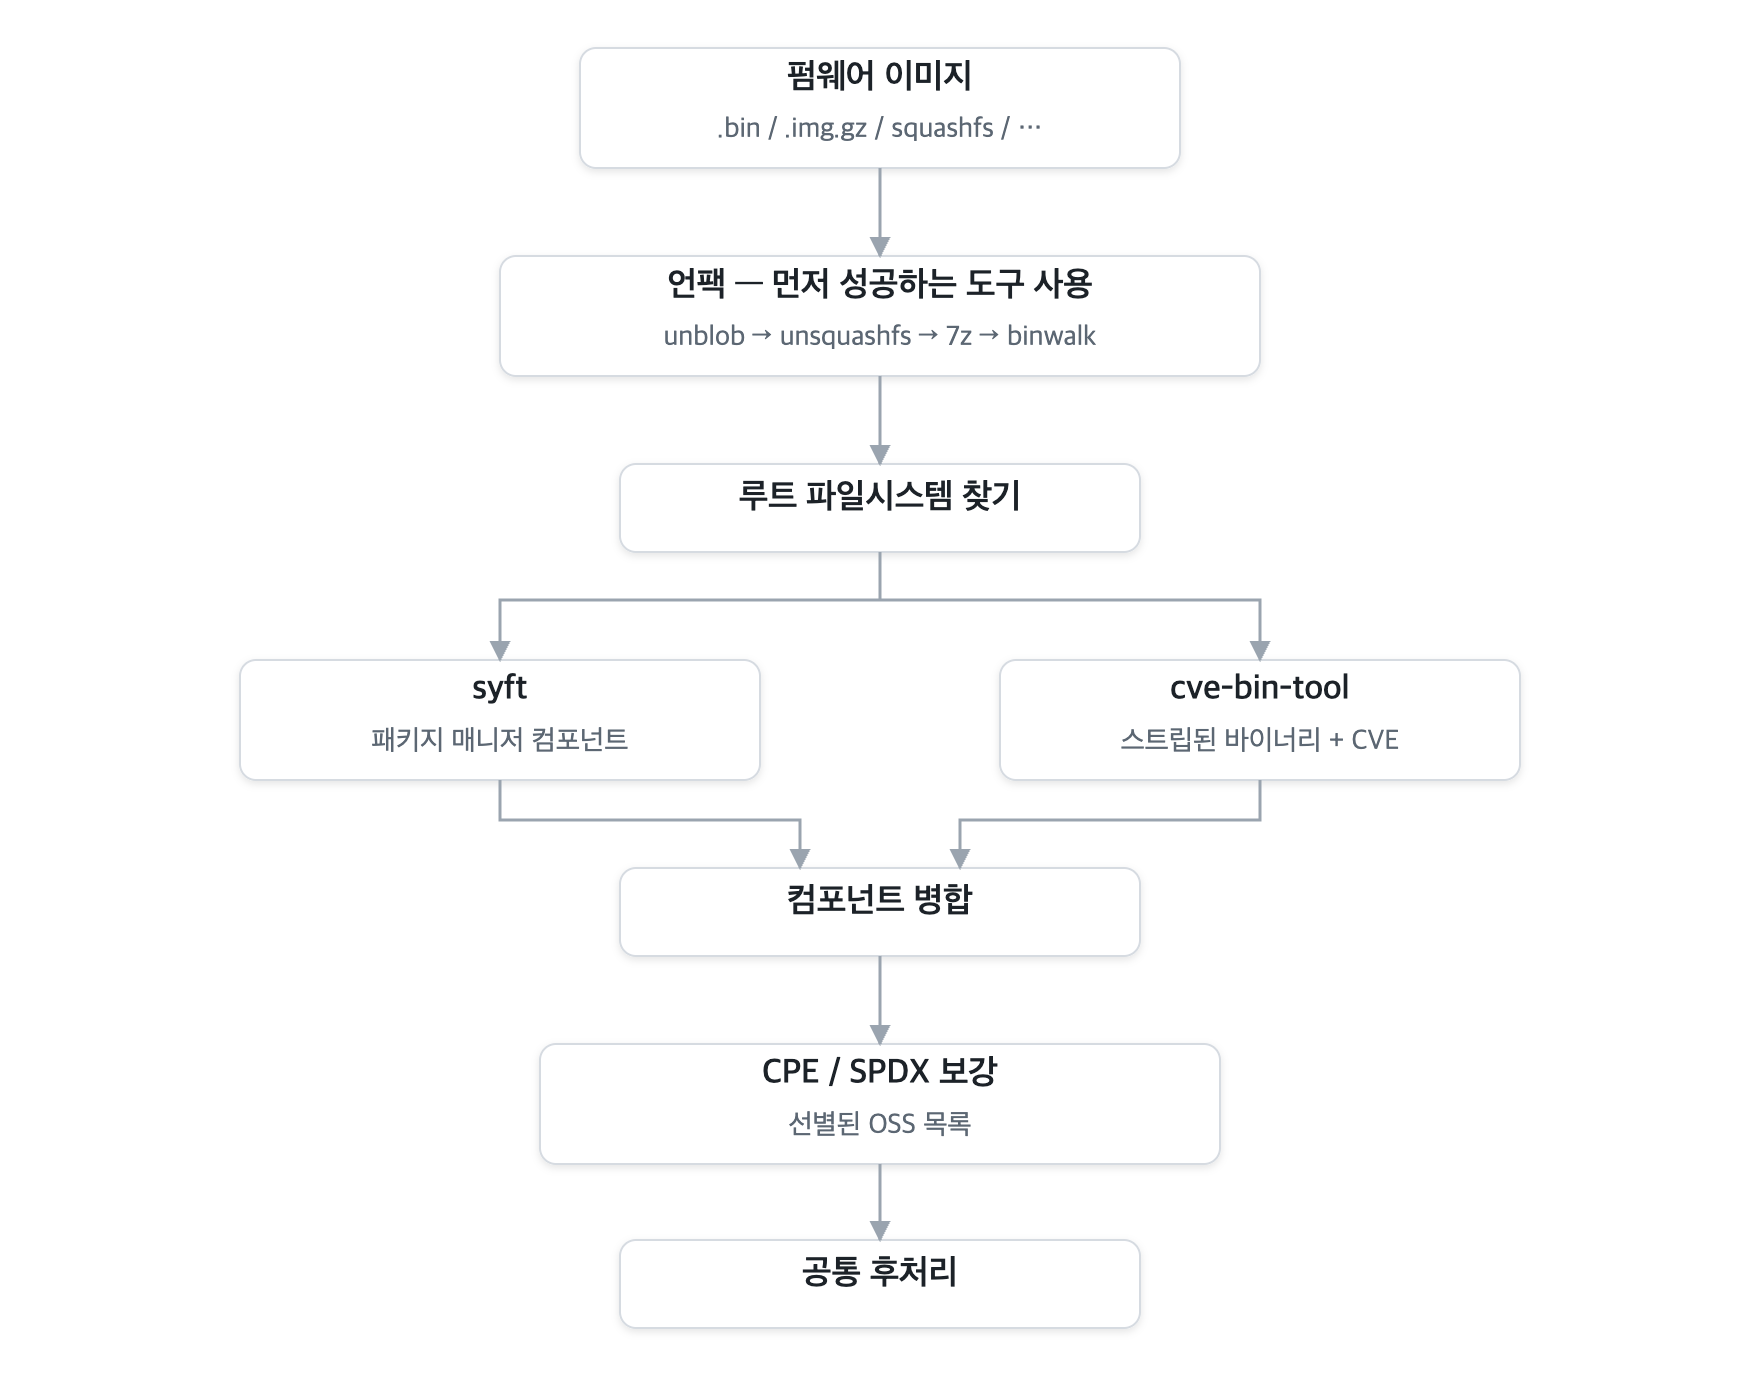 펌웨어 이미지
.bin / .img.gz / squashfs / ⋯
언팩 — 먼저 성공하는 도구 사용
unblob → unsquashfs → 7z → binwalk
루트 파일시스템 찾기
syft
패키지 매니저 컴포넌트
cve-bin-tool
스트립된 바이너리 + CVE
컴포넌트 병합
CPE / SPDX 보강
선별된 OSS 목록
공통 후처리